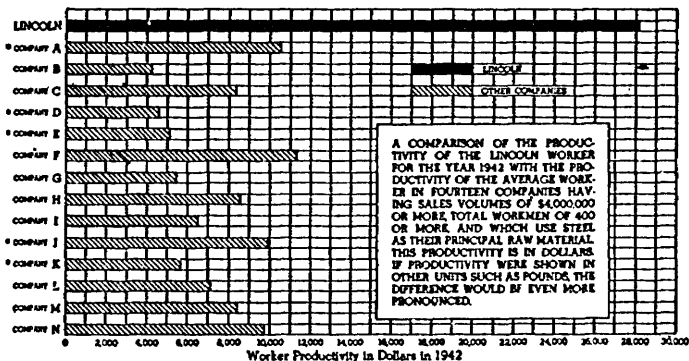 LINCOLN
* COMPANY A
COMPANY B
COMPANY C
* COMPANY D
* COMPANY E
COMPANY F
COMPANY G
COMPANY H
COMPANY I
* COMPANY J
* COMPANY K
COMPANY L
COMPANY M
COMPANY N
LINCOLN
OTHER COMPANIES
A COMPARISON OF THE PRODUC-
TIVITY OF THE LINCOLN WORKER
FOR THE YEAR 1942 WITH THE PRO-
DUCTIVITY OF THE AVERAGE WORK-
ER IN FOURTEEN COMPANIES HAV-
ING SALES VOLUMES OF $4,000,000
OR MORE, TOTAL WORKMEN OF 400
OR MORE, AND WHICH USE STEEL
AS THEIR PRINCIPAL RAW MATERIAL.
THIS PRODUCTIVITY IS IN DOLLARS.
IF PRODUCTIVITY WERE SHOWN IN
OTHER UNITS SUCH AS POUNDS, THE
DIFFERENCE WOULD BE EVEN MORE
PRONOUNCED.
0 2,000 4,000 6,000 8,000 10,000 12,000 14,000 16,000 18,000 20,000 22,000 24,000 26,000 28,000 30,000
Worker Productivity in Dollars in 1942